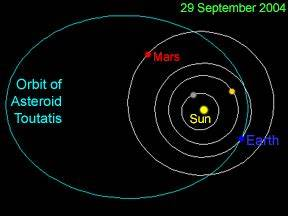 29 September 2004
Mars
Orbit of
Asteroid
Toutatis
Sun
Earth